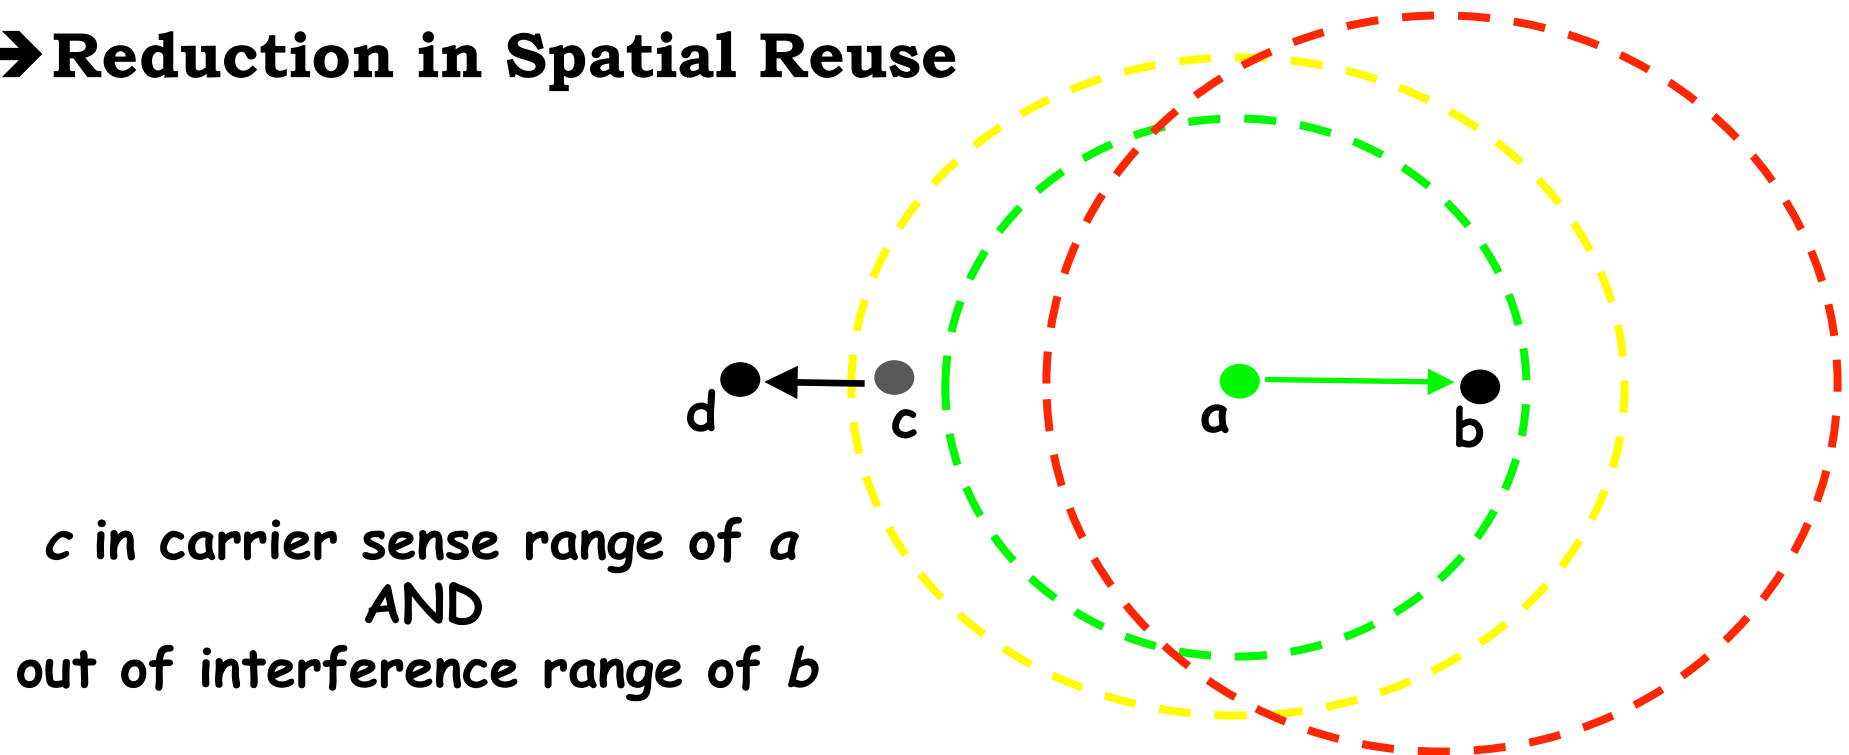 ➔Reduction in Spatial Reuse
d
c
a
b
c in carrier sense range of a
AND
out of interference range of b